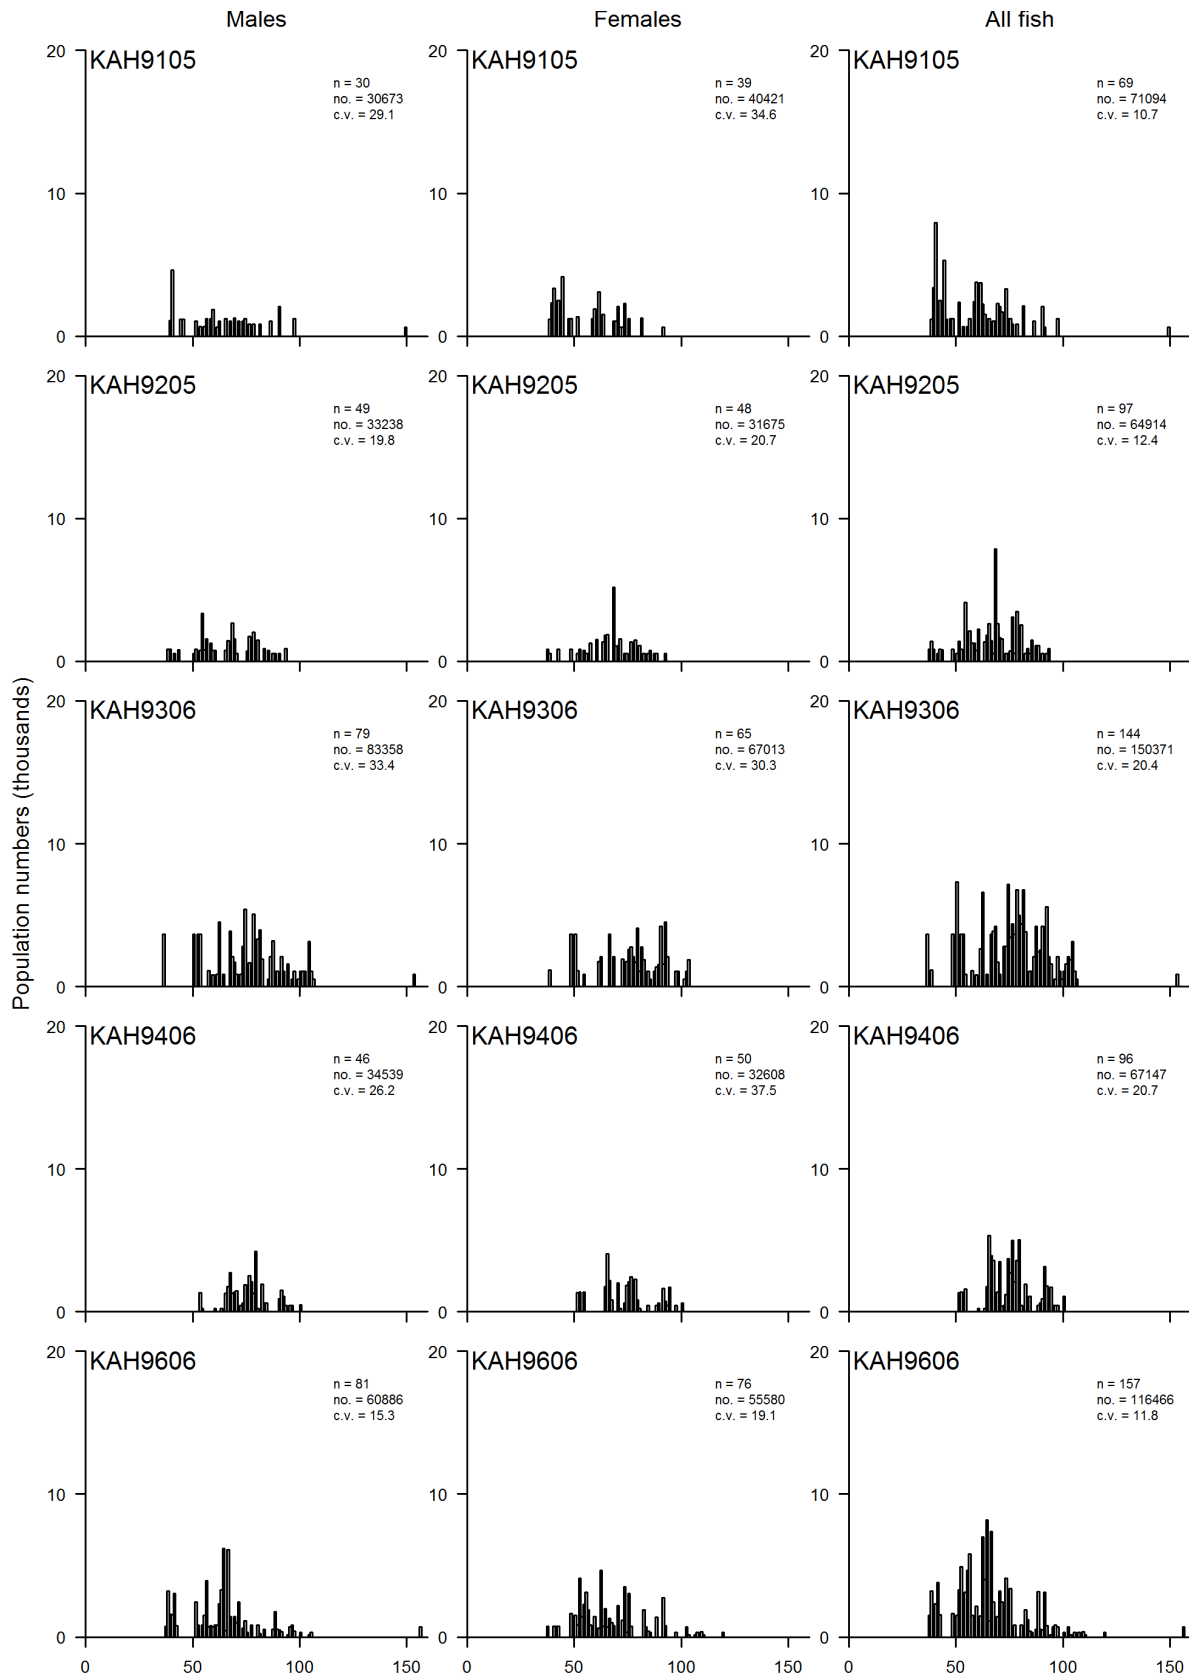 Males Females All fish
Population numbers (thousands)
KAH9105 KAH9105 KAH9105
n = 30 n = 39 n = 69
no. = 30673 no. = 40421 no. = 71094
c.v. = 29.1 c.v. = 34.6 c.v. = 10.7
20 20 20
10 10 10
0 0 0
KAH9205 KAH9205 KAH9205
n = 49 n = 48 n = 97
no. = 33238 no. = 31675 no. = 64914
c.v. = 19.8 c.v. = 20.7 c.v. = 12.4
20 20 20
10 10 10
0 0 0
KAH9306 KAH9306 KAH9306
n = 79 n = 65 n = 144
no. = 83358 no. = 67013 no. = 150371
c.v. = 33.4 c.v. = 30.3 c.v. = 20.4
20 20 20
10 10 10
0 0 0
KAH9406 KAH9406 KAH9406
n = 46 n = 50 n = 96
no. = 34539 no. = 32608 no. = 67147
c.v. = 26.2 c.v. = 37.5 c.v. = 20.7
20 20 20
10 10 10
0 0 0
KAH9606 KAH9606 KAH9606
n = 81 n = 76 n = 157
no. = 60886 no. = 55580 no. = 116466
c.v. = 15.3 c.v. = 19.1 c.v. = 11.8
20 20 20
10 10 10
0 0 0
0 50 100 150 0 50 100 150 0 50 100 150